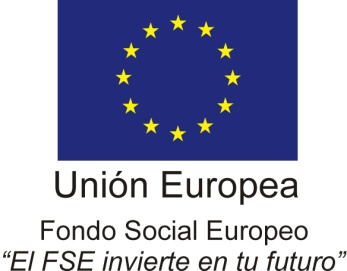 Unión Europea
Fondo Social Europeo
“El FSE invierte en tu futuro”